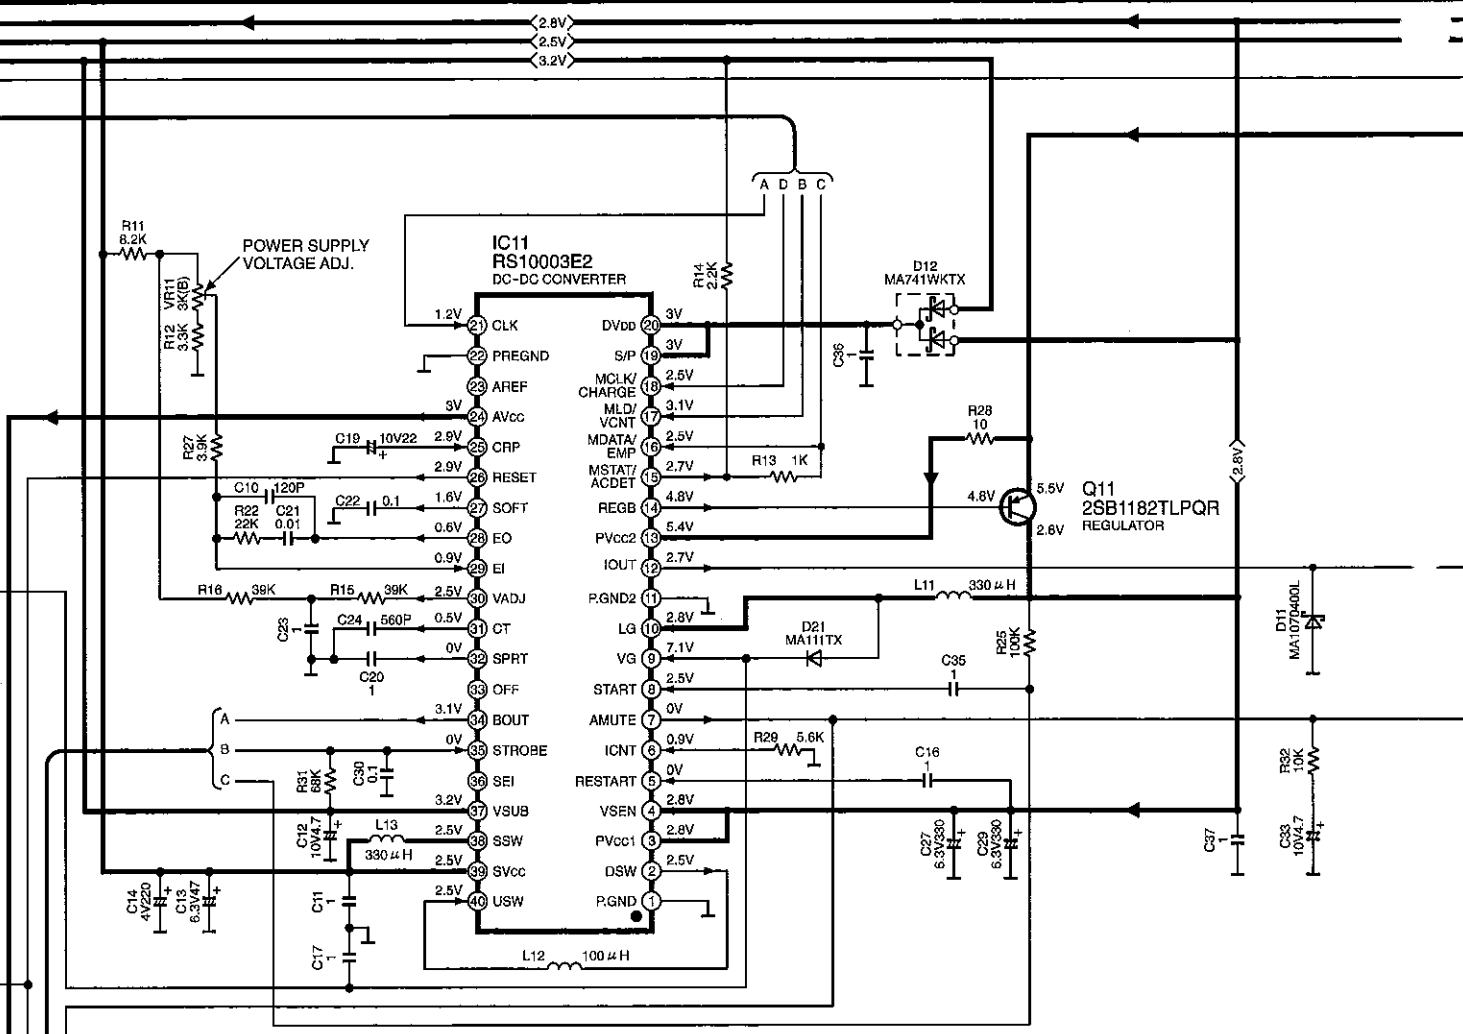 2.8V
2.5V
3.2V
A D B C
R11
8.2K
POWER SUPPLY
VOLTAGE ADJ.
VR11
3K(B)
R12
3.3K
R27
3.9K
IC11
RS10003E2
DC-DC CONVERTER
R14
2.2K
D12
MA741WKTX
C36
1
1.2V 21 CLK
22 PREGND
23 AREF
3V 24 AVcc
C19 10V22 + 2.9V 25 CRP
2.9V 26 RESET
C22 0.1 1.6V 27 SOFT
0.6V 28 EO
0.9V 29 EI
2.5V 30 VADJ
0.5V 31 CT
0V 32 SPRT
33 OFF
3.1V 34 BOUT
0V 35 STROBE
36 SEI
3.2V 37 VSUB
2.5V 38 SSW
2.5V 39 SVcc
2.5V 40 USW
DVDD 20 3V
S/P 19 3V
MCLK/
CHARGE 18 2.5V
MLD/
VCNT 17 3.1V
MDATA/
EMP 16 2.5V
MSTAT/
ACDET 15 2.7V
REGB 14 4.8V
PVcc2 13 5.4V
IOUT 12 2.7V
P.GND2 11
LG 10 2.8V
VG 9 7.1V
START 8 2.5V
AMUTE 7 0V
ICNT 6 0.9V
RESTART 5 0V
VSEN 4 2.8V
PVcc1 3 2.8V
DSW 2 2.5V
P.GND 1
C10 120P
R22
22K
C21
0.01
R16 39K
R15 39K
C23
1
C24 560P
C20
1
A
B
C
R31
68K
C30
0.1
C12
10V4.7
+
L13
330μH
C14
4V220
+
C13
6.3V47
+
C11
1
C17
1
L12 100μH
R13 1K
R28
10
4.8V
5.5V
2.6V
Q11
2SB1182TLPQR
REGULATOR
2.8V
L11 330μH
D21
MA111TX
R25
100K
C35
1
R29 5.6K
C16
1
C27
6.3V330
+
C29
6.3V330
+
C37
1
D11
MA1070400L
R32
10K
C33
10V4.7
+